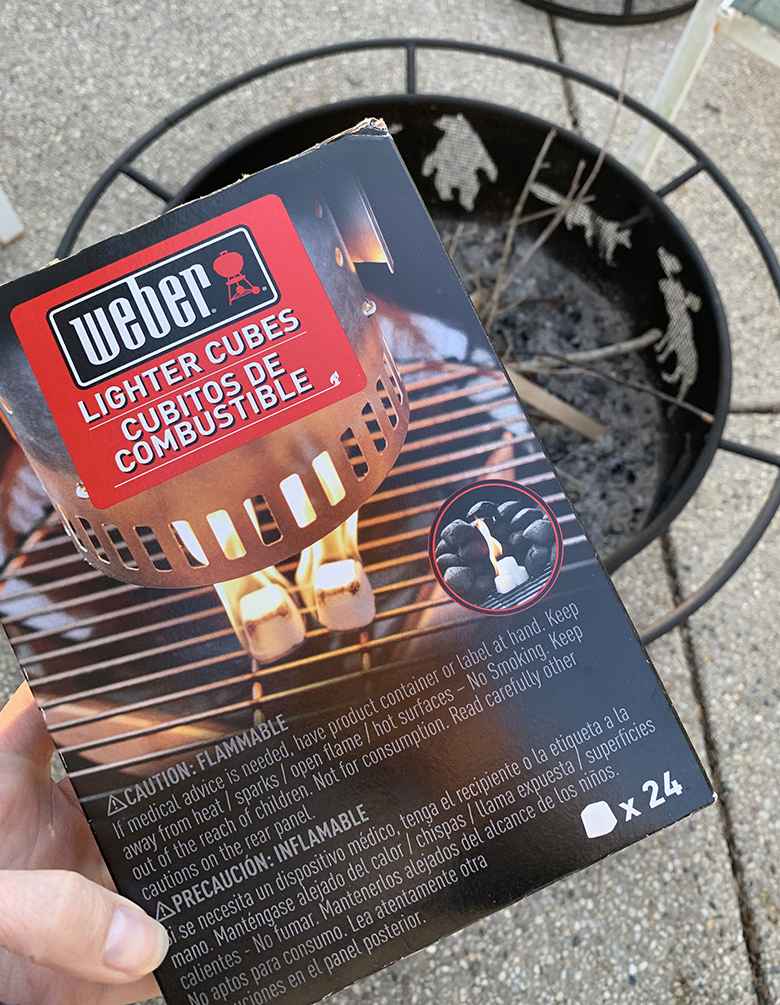 weber
LIGHTER CUBES
CUBITOS DE
COMBUSTIBLE
CAUTION: FLAMMABLE
If medical advice is needed, have product container or label at hand. Keep
away from heat / sparks / open flame / hot surfaces – No Smoking. Keep
out of the reach of children. Not for consumption. Read carefully other
cautions on the rear panel.
PRECAUCIÓN: INFLAMABLE
i se necesita un dispositivo médico, tenga el recipiente o la etiqueta a la
mano. Manténgase alejado del calor / chispas / llama expuesta / superficies
calientes - No fumar. Mantenerlos alejados del alcance de los niños.
No aptos para consumo. Lea atentamente otra
uciones en el panel posterior.
x 24